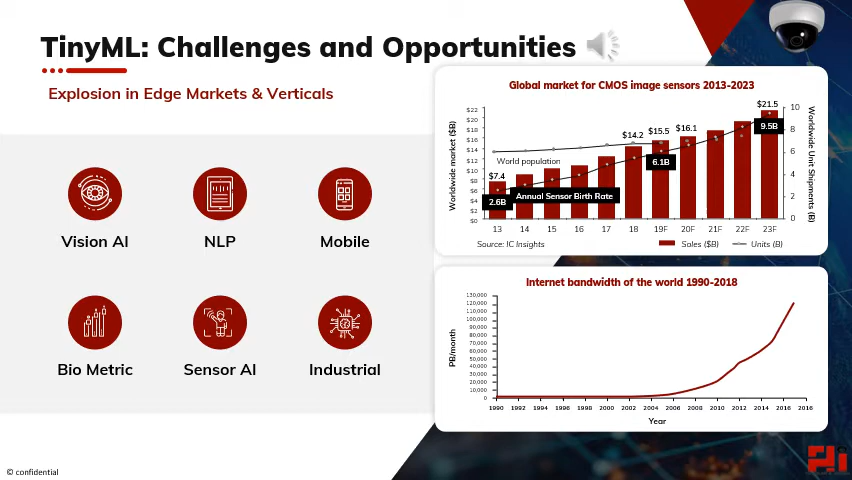 TinyML: Challenges and Opportunities
Explosion in Edge Markets & Verticals
Vision AI
NLP
Mobile
Bio Metric
Sensor AI
Industrial
Global market for CMOS image sensors 2013-2023
Worldwide market ($B)
$22
$20
$18
$16
$14
$12
$10
$8
$6
$4
$2
$0
$7.4
2.6B
World population
Annual Sensor Birth Rate
$14.2
$15.5
$16.1
$21.5
6.1B
9.5B
10
8
6
4
2
0
Worldwide Unit Shipments (B)
13 14 15 16 17 18 19F 20F 21F 22F 23F
Source: IC Insights
Sales ($B)
Units (B)
Internet bandwidth of the world 1990-2018
PB/month
130,000
120,000
110,000
100,000
90,000
80,000
70,000
60,000
50,000
40,000
30,000
20,000
10,000
0
1990 1992 1994 1996 1998 2000 2002 2004 2006 2008 2010 2012 2014 2016 2018
Year
© confidential